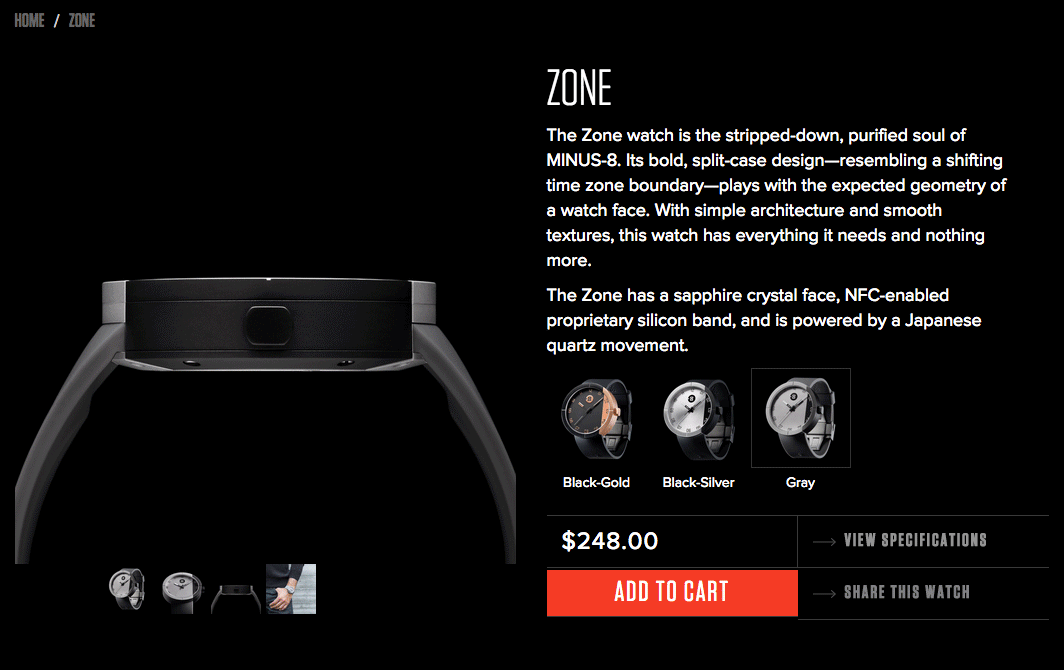 HOME / ZONE
ZONE
The Zone watch is the stripped-down, purified soul of
MINUS-8. Its bold, split-case design—resembling a shifting
time zone boundary—plays with the expected geometry of
a watch face. With simple architecture and smooth
textures, this watch has everything it needs and nothing
more.
The Zone has a sapphire crystal face, NFC-enabled
proprietary silicon band, and is powered by a Japanese
quartz movement.
Black-Gold Black-Silver Gray
$248.00
VIEW SPECIFICATIONS
ADD TO CART
SHARE THIS WATCH